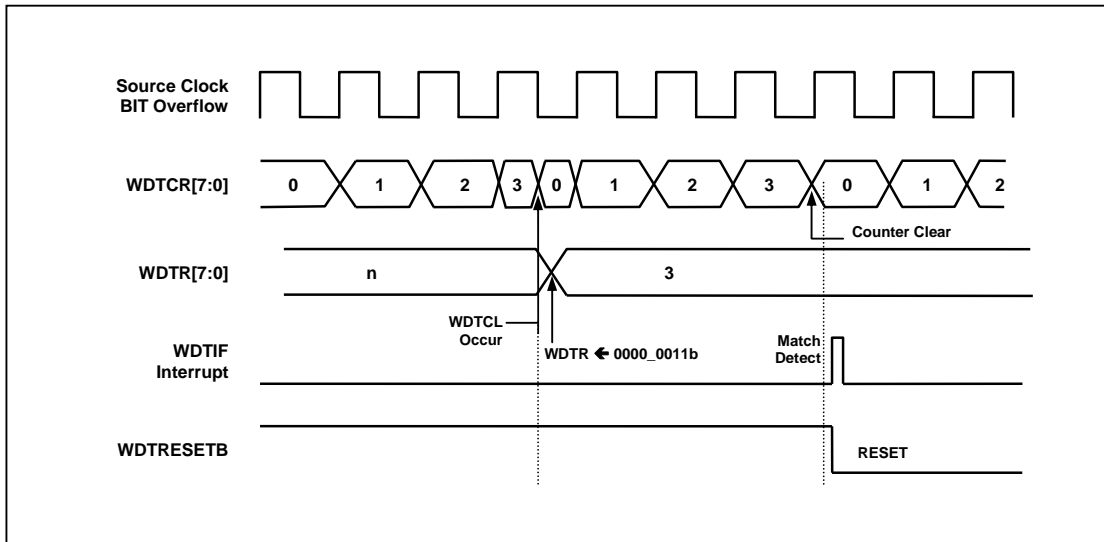 Source Clock
BIT Overflow
WDTCR[7:0]
0 1 2 3 0 1 2 3 0 1 2
Counter Clear
WDTR[7:0]
n 3
WDTCL
Occur
WDTR 🡸 0000_0011b
Match
Detect
WDTIF
Interrupt
WDTRESETB
RESET